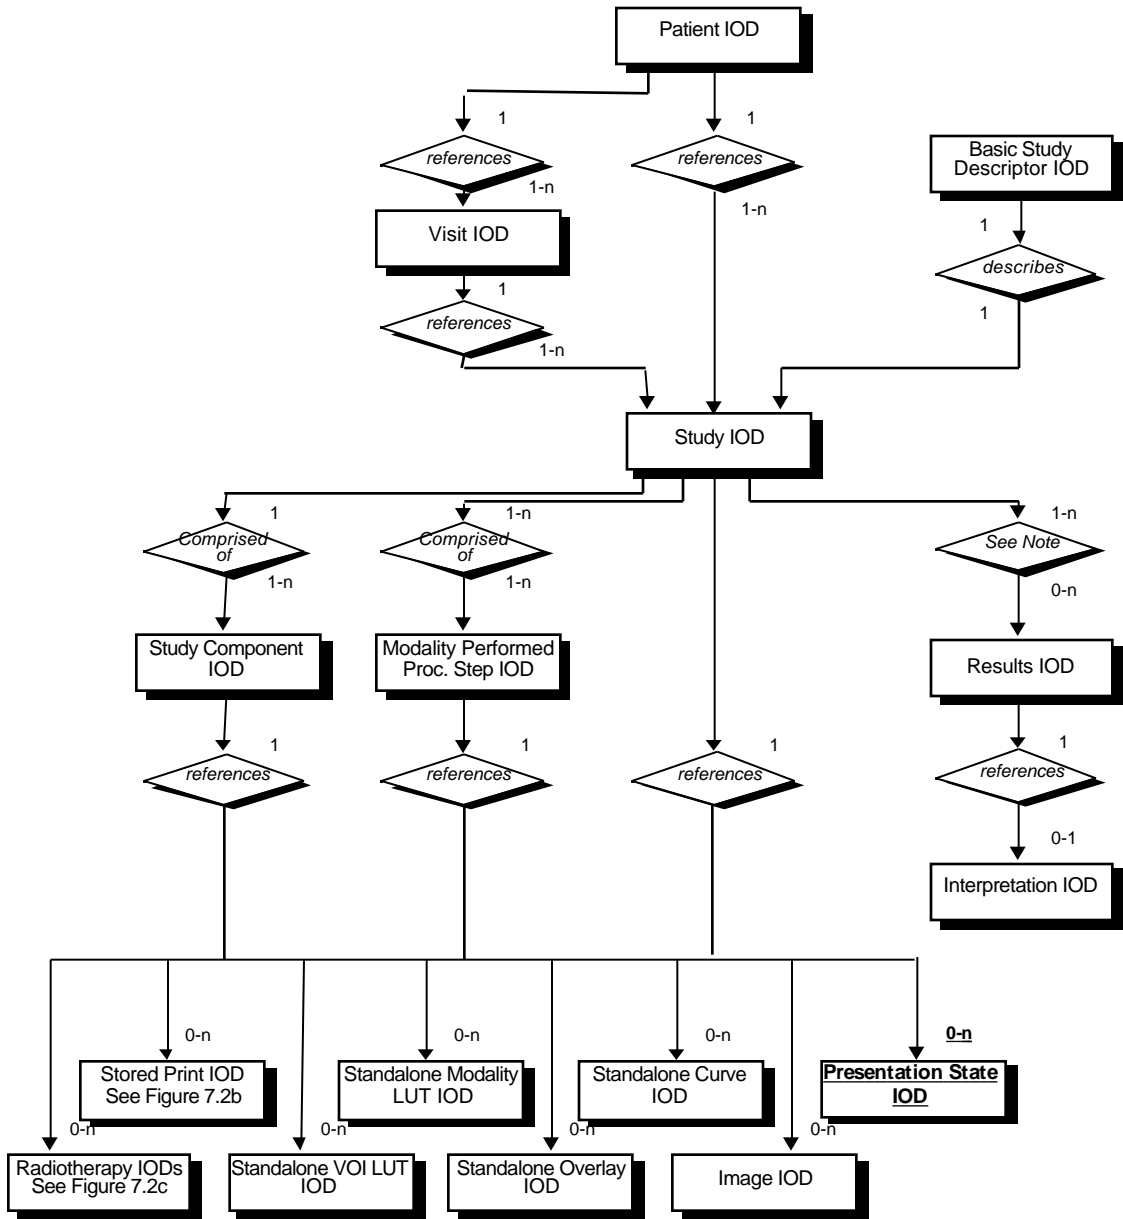 Patient IOD
1
1
references
references
Basic Study
Descriptor IOD
1-n
1-n
Visit IOD
1
describes
1
1
references
1-n
Study IOD
1
1-n
1-n
Comprised
of
Comprised
of
See Note
1-n
1-n
0-n
Study Component
IOD
Modality Performed
Proc. Step IOD
Results IOD
1
1
1
1
references
references
references
references
0-1
Interpretation IOD
0-n
0-n
0-n
0-n
Stored Print IOD
See Figure 7.2b
Standalone Modality
LUT IOD
Standalone Curve
IOD
Presentation State
IOD
0-n
0-n
0-n
0-n
Radiotherapy IODs
See Figure 7.2c
Standalone VOI LUT
IOD
Standalone Overlay
IOD
Image IOD